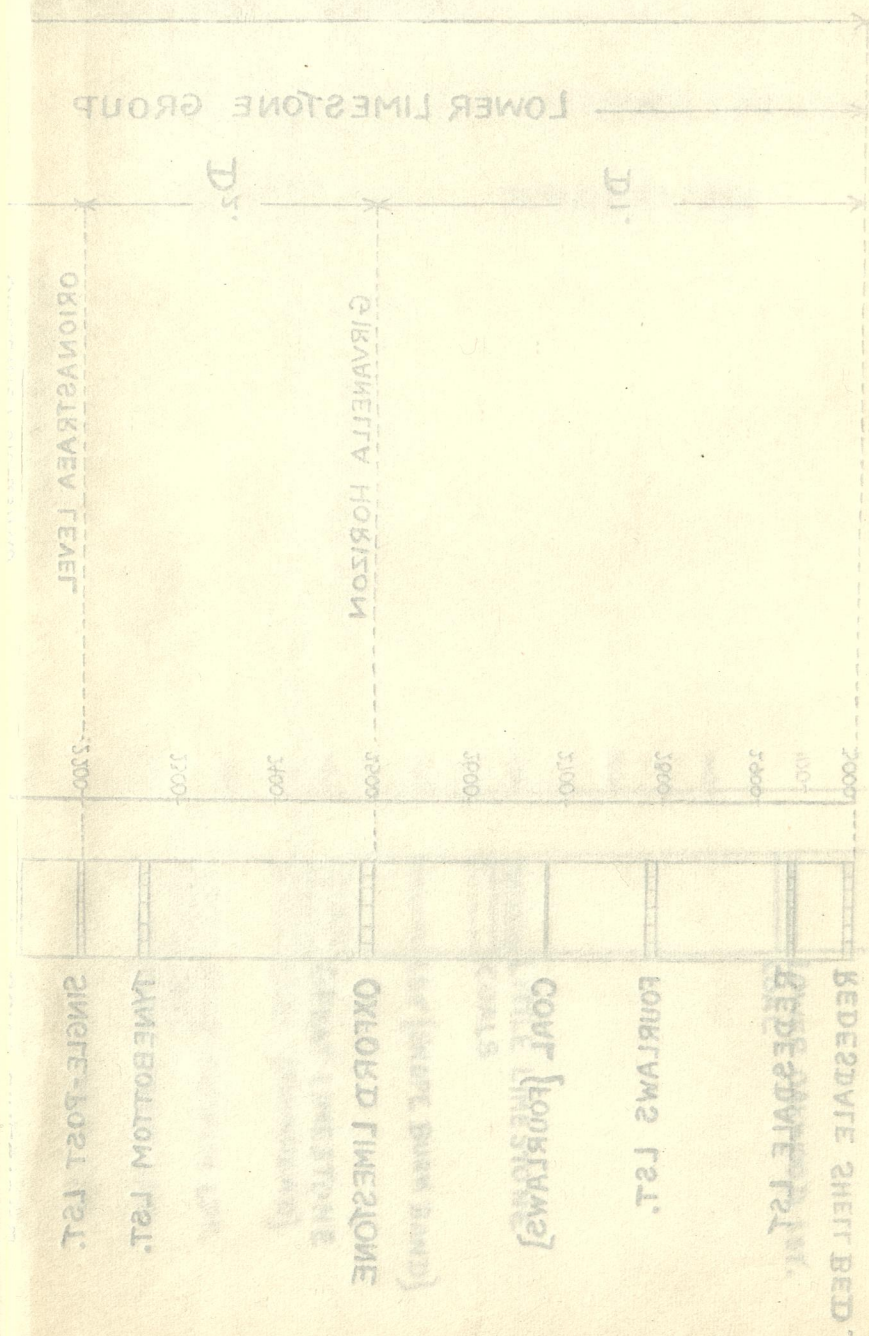 LOWER LIMESTONE GROUP
D2.
D1.
ORIONASTRAEA LEVEL
GIRVANELLA HORIZON
2200
2300
2400
2500
2600
2700
2800
2900
3000
SINGLE-POST LST.
TYNEBOTTOM LST.
OXFORD LIMESTONE
COAL (FOURLAWS)
FOURLAWS LST.
REDESDALE LST.
REDESDALE SHELL BED.